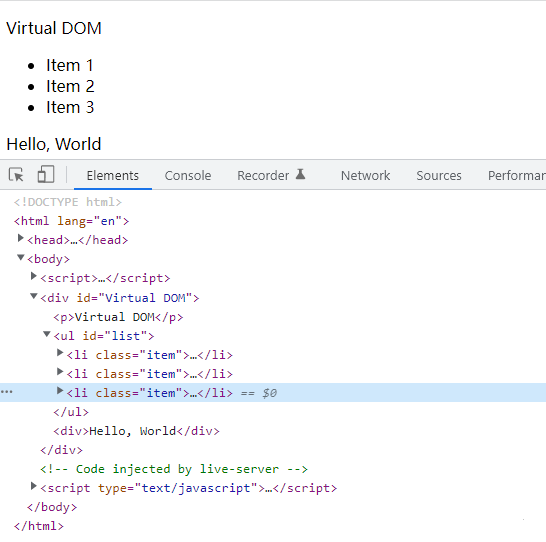 Virtual DOM
• Item 1
• Item 2
• Item 3
Hello, World
Elements Console Recorder Network Sources Performar
<!DOCTYPE html>
<html lang="en">
<head>…</head>
<body>
<script>…</script>
<div id="Virtual DOM">
<p>Virtual DOM</p>
<ul id="list">
<li class="item">…</li>
<li class="item">…</li>
<li class="item">…</li> == $0
</ul>
<div>Hello, World</div>
</div>
<!-- Code injected by live-server -->
<script type="text/javascript">…</script>
</body>
</html>